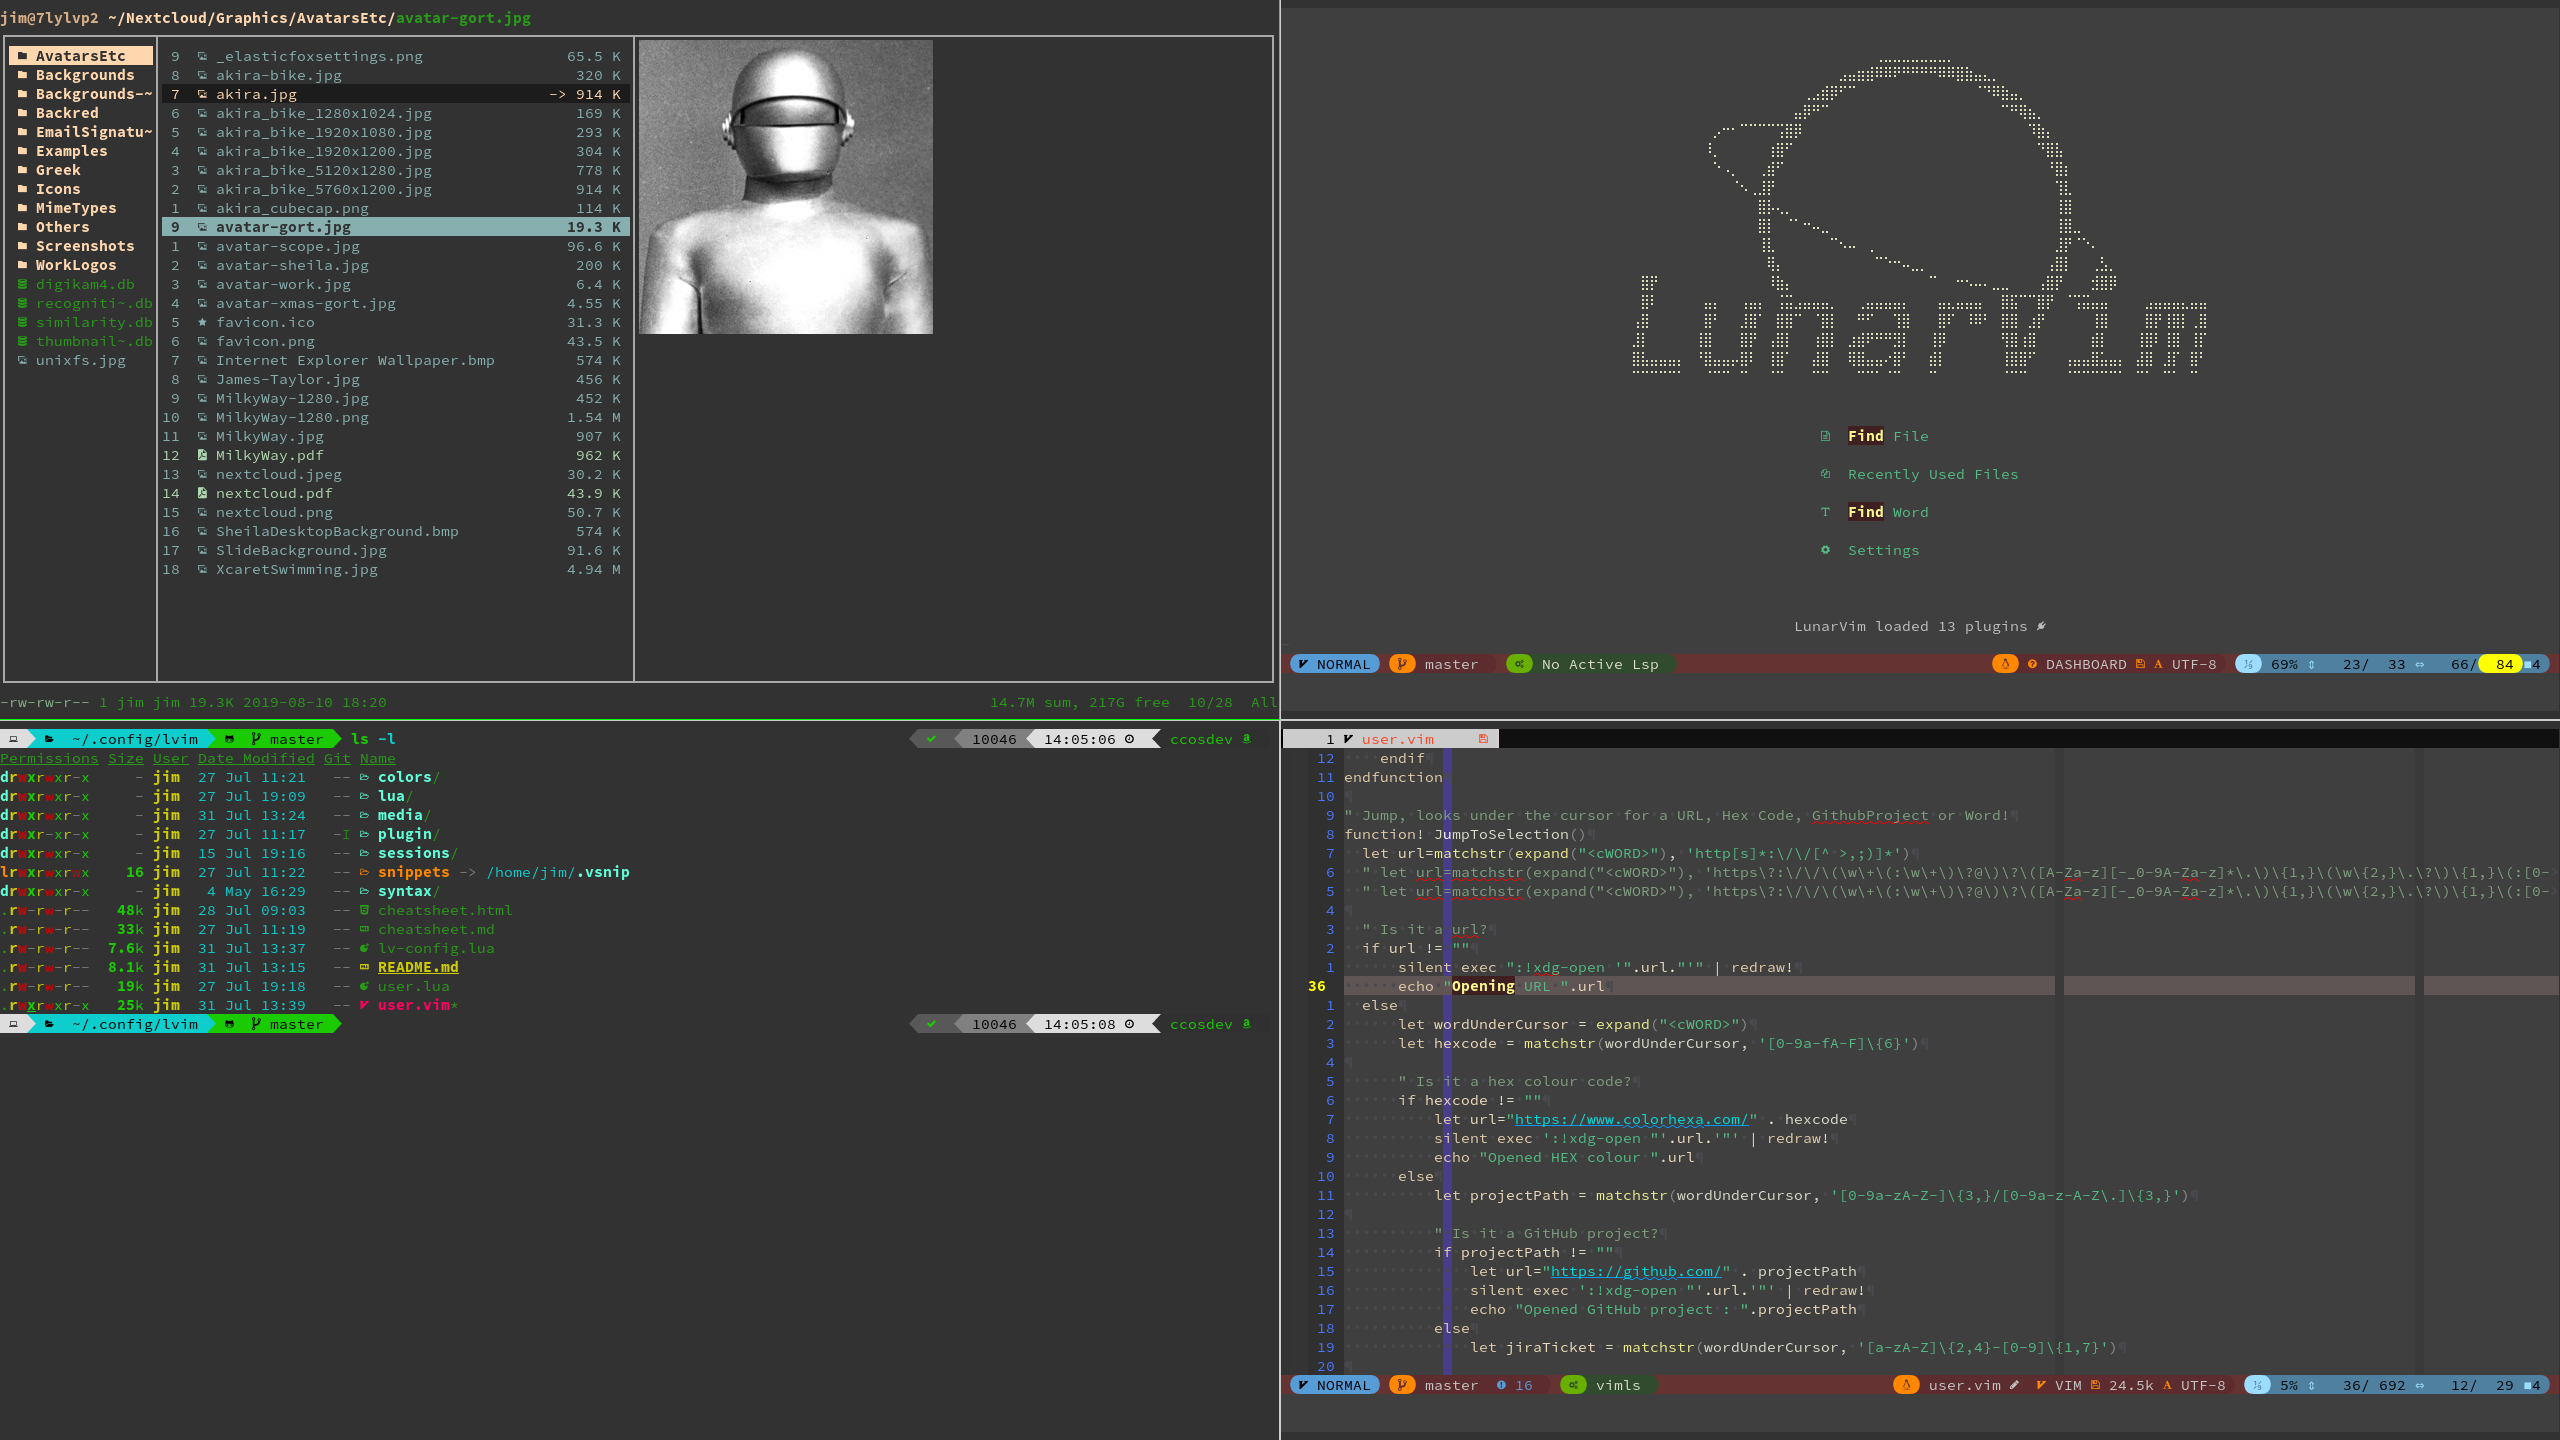 jim@7lylvp2 ~/Nextcloud/Graphics/AvatarsEtc/avatar-gort.jpg
AvatarsEtc
Backgrounds
Backgrounds-~
Backred
EmailSignatu~
Examples
Greek
Icons
MimeTypes
Others
Screenshots
WorkLogos
digikam4.db
recogniti~.db
similarity.db
thumbnail~.db
unixfs.jpg
9 _elasticfoxsettings.png 65.5 K
8 akira-bike.jpg 320 K
7 akira.jpg -> 914 K
6 akira_bike_1280x1024.jpg 169 K
5 akira_bike_1920x1080.jpg 293 K
4 akira_bike_1920x1200.jpg 304 K
3 akira_bike_5120x1280.jpg 778 K
2 akira_bike_5760x1200.jpg 914 K
1 akira_cubecap.png 114 K
9 avatar-gort.jpg 19.3 K
1 avatar-scope.jpg 96.6 K
2 avatar-sheila.jpg 200 K
3 avatar-work.jpg 6.4 K
4 avatar-xmas-gort.jpg 4.55 K
5 favicon.ico 31.3 K
6 favicon.png 43.5 K
7 Internet Explorer Wallpaper.bmp 574 K
8 James-Taylor.jpg 456 K
9 MilkyWay-1280.jpg 452 K
10 MilkyWay-1280.png 1.54 M
11 MilkyWay.jpg 907 K
12 MilkyWay.pdf 962 K
13 nextcloud.jpeg 30.2 K
14 nextcloud.pdf 43.9 K
15 nextcloud.png 50.7 K
16 SheilaDesktopBackground.bmp 574 K
17 SlideBackground.jpg 91.6 K
18 XcaretSwimming.jpg 4.94 M
-rw-rw-r-- 1 jim jim 19.3K 2019-08-10 18:20 14.7M sum, 217G free 10/28 All
LunarVim
Find File
Recently Used Files
Find Word
Settings
LunarVim loaded 13 plugins
NORMAL master No Active Lsp DASHBOARD UTF-8 69% 23/ 33 66/ 84 4
~/.config/lvim master ls -l 10046 14:05:06 ccosdev
Permissions Size User Date Modified Git Name
drwxrwxr-x - jim 27 Jul 11:21 -- colors/
drwxrwxr-x - jim 27 Jul 19:09 -- lua/
drwxrwxr-x - jim 31 Jul 13:24 -- media/
drwxr-xr-x - jim 27 Jul 11:17 -I plugin/
drwxrwxr-x - jim 15 Jul 19:16 -- sessions/
lrwxrwxrwx 16 jim 27 Jul 11:22 -- snippets -> /home/jim/.vsnip
drwxrwxr-x - jim 4 May 16:29 -- syntax/
.rw-rw-r-- 48k jim 28 Jul 09:03 -- cheatsheet.html
.rw-rw-r-- 33k jim 27 Jul 11:19 -- cheatsheet.md
.rw-rw-r-- 7.6k jim 31 Jul 13:37 -- lv-config.lua
.rw-rw-r-- 8.1k jim 31 Jul 13:15 -- README.md
.rw-rw-r-- 19k jim 27 Jul 19:18 -- user.lua
.rwxrwxr-x 25k jim 31 Jul 13:39 -- user.vim*
~/.config/lvim master 10046 14:05:08 ccosdev
1 user.vim
12 endif
11 endfunction
10
9 " Jump, looks under the cursor for a URL, Hex Code, GithubProject or Word!
8 function! JumpToSelection()
7 let url=matchstr(expand("<cWORD>"), 'http[s]*:\/\/[^ >,;)]*')
6 " let url=matchstr(expand("<cWORD>"), 'https\?:\/\/\(\w\+\(:\w\+\)\?@\)\?\([A-Za-z][-_0-9A-Za-z]*\.\)\{1,}\(\w\{2,}\.\?\)\{1,}\(:[0-
5 " let url=matchstr(expand("<cWORD>"), 'https\?:\/\/\(\w\+\(:\w\+\)\?@\)\?\([A-Za-z][-_0-9A-Za-z]*\.\)\{1,}\(\w\{2,}\.\?\)\{1,}\(:[0-
4
3 " Is it a url?
2 if url != ""
1 silent exec ":!xdg-open '".url."'" | redraw!
36 echo "Opening URL ".url
1 else
2 let wordUnderCursor = expand("<cWORD>")
3 let hexcode = matchstr(wordUnderCursor, '[0-9a-fA-F]\{6}')
4
5 " Is it a hex colour code?
6 if hexcode != ""
7 let url="https://www.colorhexa.com/" . hexcode
8 silent exec ':!xdg-open "'.url.'"' | redraw!
9 echo "Opened HEX colour ".url
10 else
11 let projectPath = matchstr(wordUnderCursor, '[0-9a-zA-Z-]\{3,}/[0-9a-z-A-Z\.]\{3,}')
12
13 " Is it a GitHub project?
14 if projectPath != ""
15 let url="https://github.com/" . projectPath
16 silent exec ':!xdg-open "'.url.'"' | redraw!
17 echo "Opened GitHub project : ".projectPath
18 else
19 let jiraTicket = matchstr(wordUnderCursor, '[a-zA-Z]\{2,4}-[0-9]\{1,7}')
20
NORMAL master 16 vimls user.vim VIM 24.5k UTF-8 5% 36/ 692 12/ 29 4